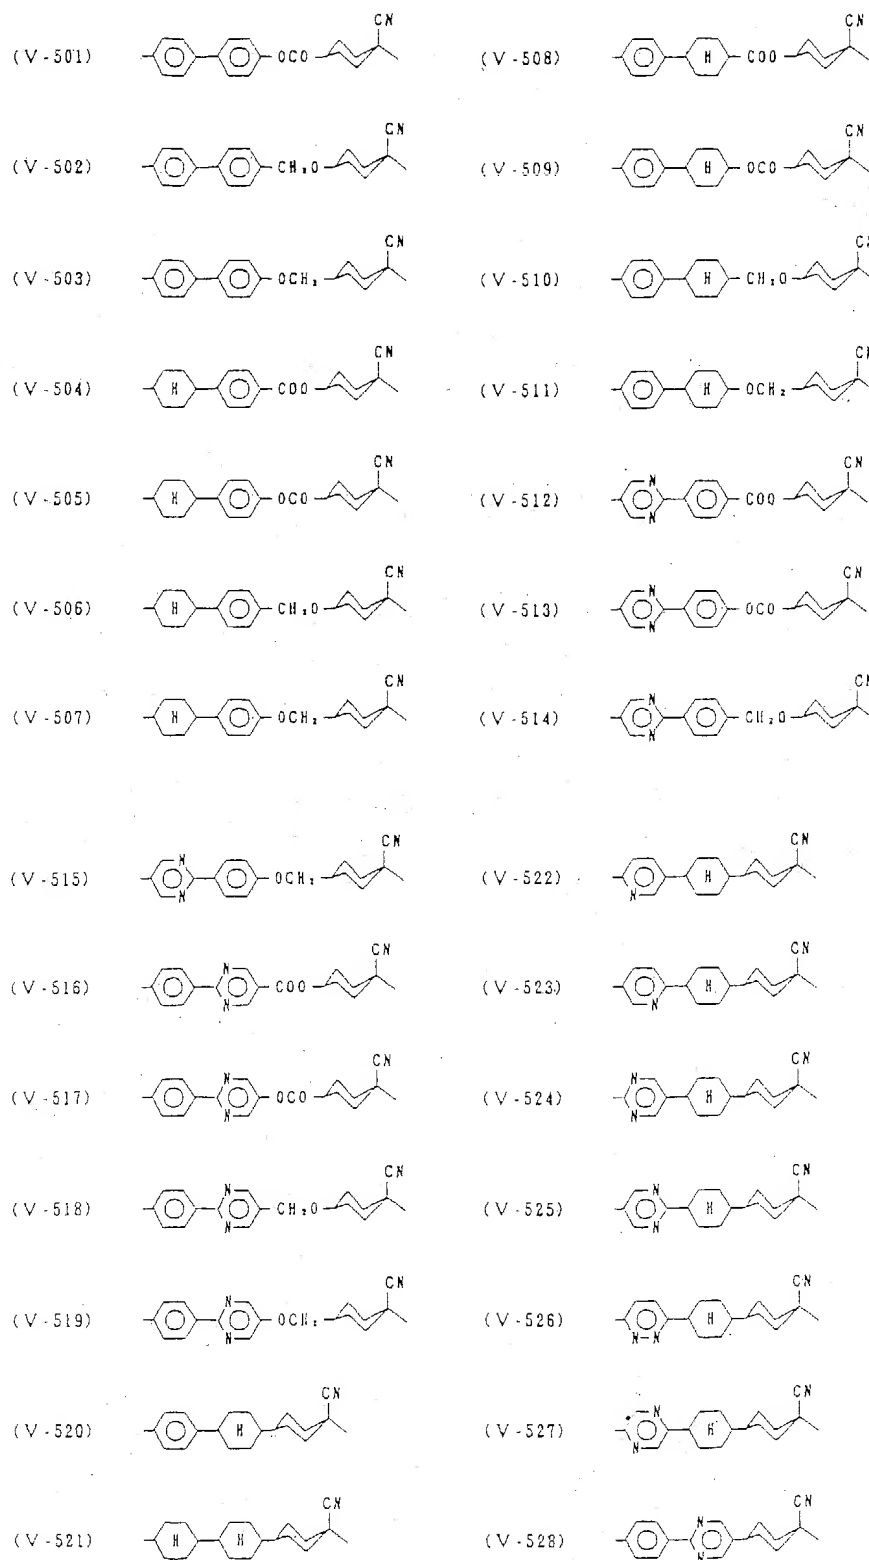 CN
(V-501) OCO
CN
(V-502) CH₂O
CN
(V-503) OCH₂
CN
(V-504) H COO
CN
(V-505) H OCO
CN
(V-506) H CH₂O
CN
(V-507) H OCH₂
CN
(V-508) H COO
CN
(V-509) H OCO
CN
(V-510) H CH₂O
CN
(V-511) H OCH₂
CN
(V-512) N N COO
CN
(V-513) N N OCO
CN
(V-514) N N CH₂O
CN
(V-515) N N OCH₂
CN
(V-516) N N COO
CN
(V-517) N N OCO
CN
(V-518) N N CH₂O
CN
(V-519) N N OCH₂
CN
(V-520) H
CN
(V-521) H H
CN
(V-522) N H
CN
(V-523) N H
CN
(V-524) N N H
CN
(V-525) N N H
CN
(V-526) N-N H
CN
(V-527) N N H
CN
(V-528) N N